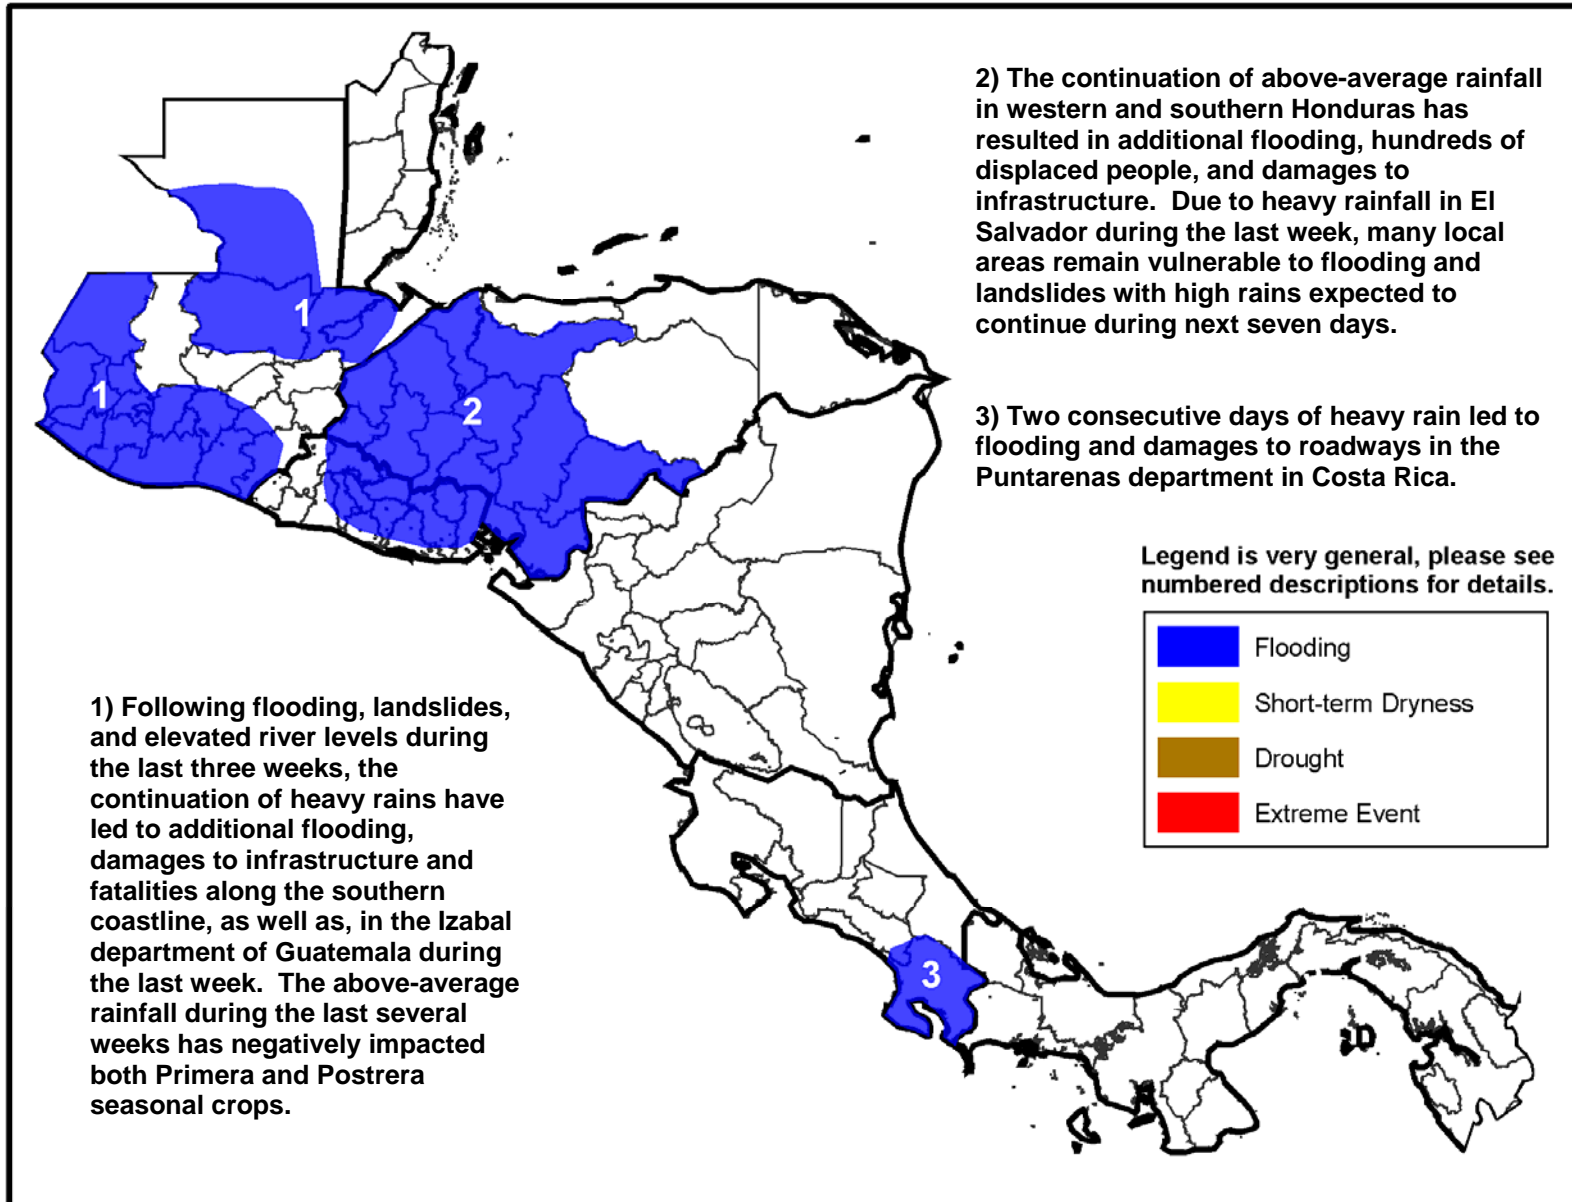 2) The continuation of above-average rainfall
in western and southern Honduras has
resulted in additional flooding, hundreds of
displaced people, and damages to
infrastructure.  Due to heavy rainfall in El
Salvador during the last week, many local
areas remain vulnerable to flooding and
landslides with high rains expected to
continue during next seven days.
3) Two consecutive days of heavy rain led to
flooding and damages to roadways in the
Puntarenas department in Costa Rica.
Legend is very general, please see
numbered descriptions for details.
Flooding
Short-term Dryness
Drought
Extreme Event
1
1
2
3
1) Following flooding, landslides,
and elevated river levels during
the last three weeks, the
continuation of heavy rains have
led to additional flooding,
damages to infrastructure and
fatalities along the southern
coastline, as well as, in the Izabal
department of Guatemala during
the last week.  The above-average
rainfall during the last several
weeks has negatively impacted
both Primera and Postrera
seasonal crops.